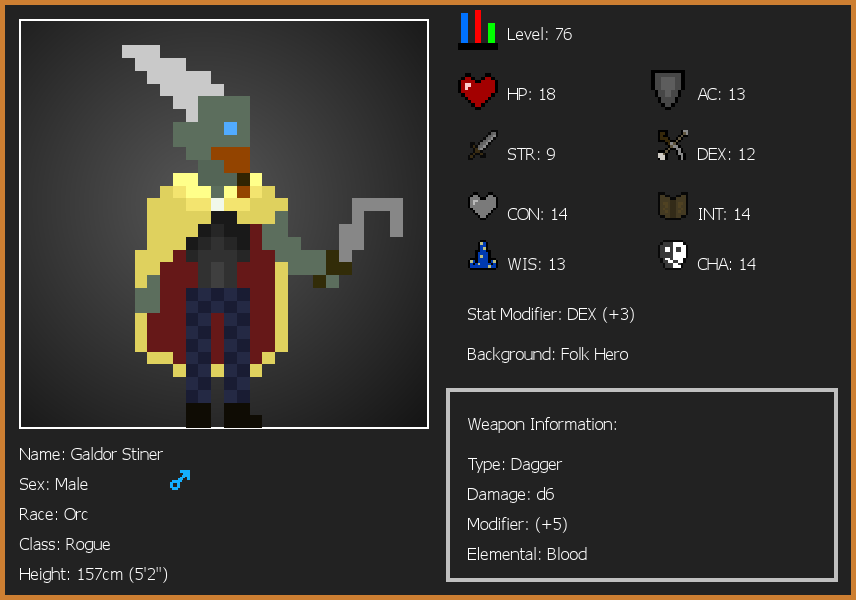 Level: 76
HP: 18
AC: 13
STR: 9
DEX: 12
CON: 14
INT: 14
WIS: 13
CHA: 14
Stat Modifier: DEX (+3)
Background: Folk Hero
Weapon Information:
Type: Dagger
Damage: d6
Modifier: (+5)
Elemental: Blood
Name: Galdor Stiner
Sex: Male
Race: Orc
Class: Rogue
Height: 157cm (5'2")